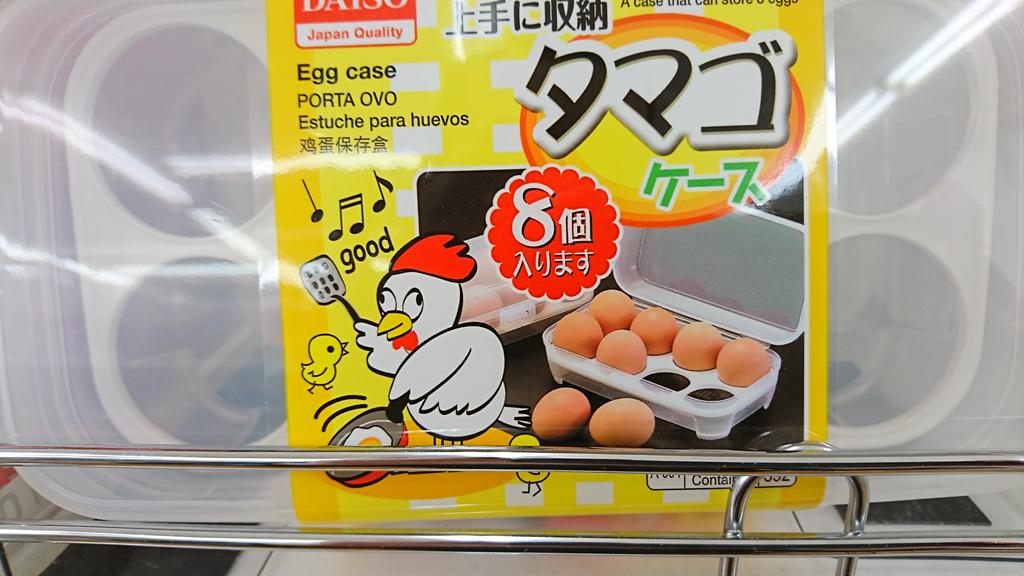 DAISO
Japan Quality
上手に収納
A case that can store 8 eggs
Egg case
PORTA OVO
Estuche para huevos
鸡蛋保存盒
タマゴ
ケース
8個
入ります
good